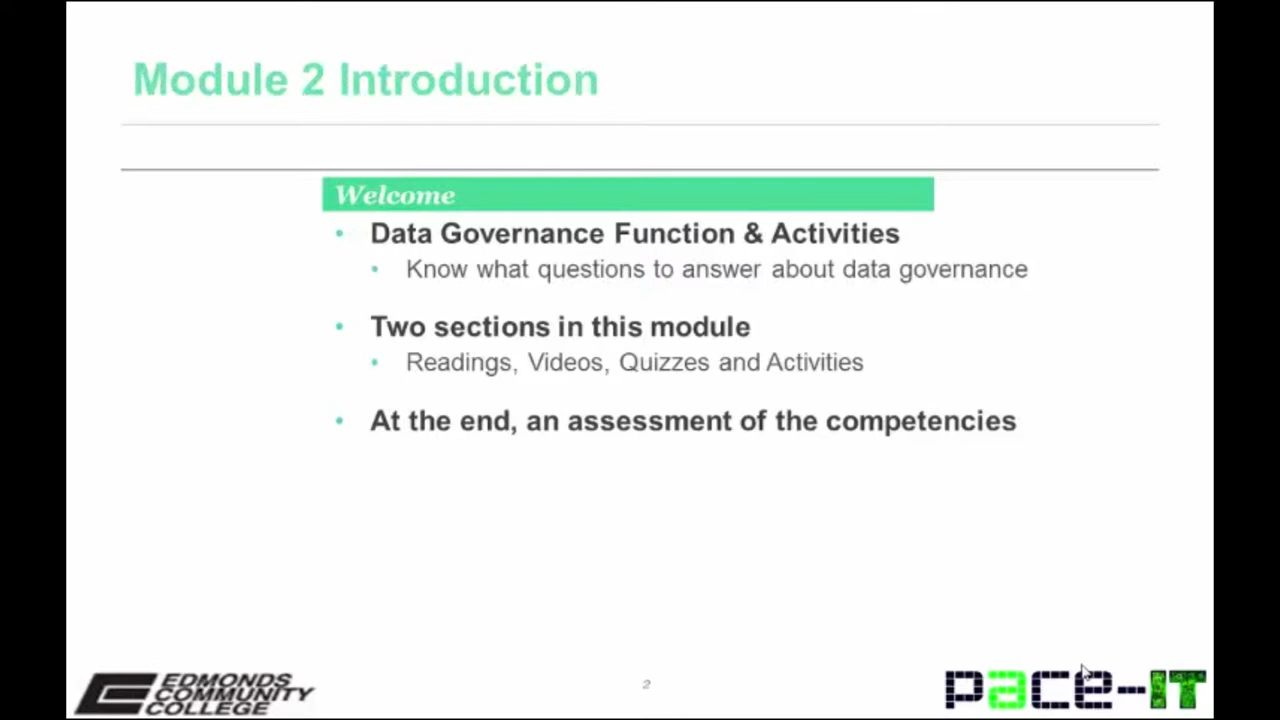 Module 2 Introduction
Welcome
• Data Governance Function & Activities
• Know what questions to answer about data governance
• Two sections in this module
• Readings, Videos, Quizzes and Activities
• At the end, an assessment of the competencies
EDMONDS
COMMUNITY
COLLEGE
2
pace-IT